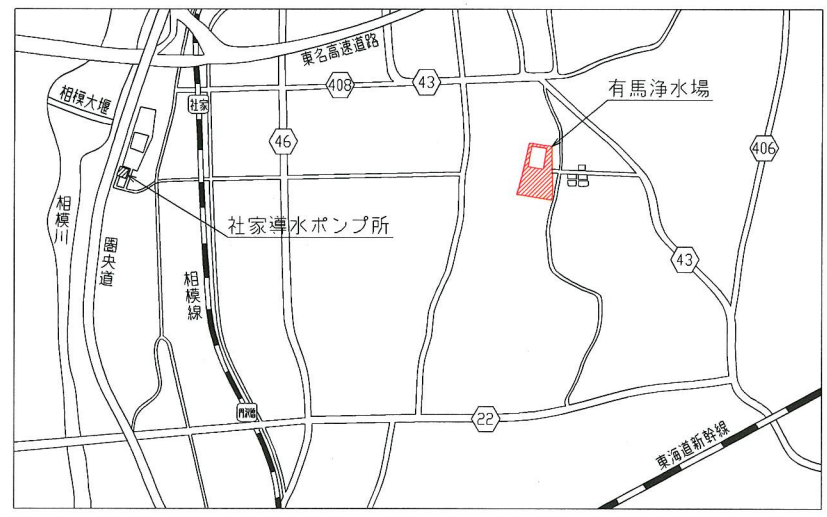 東名高速道路
43
408
有馬浄水場
相模大堰
社家
46
406
社家導水ポンプ所
相模川
圏央道
43
相模線
門沢橋
22
東海道新幹線